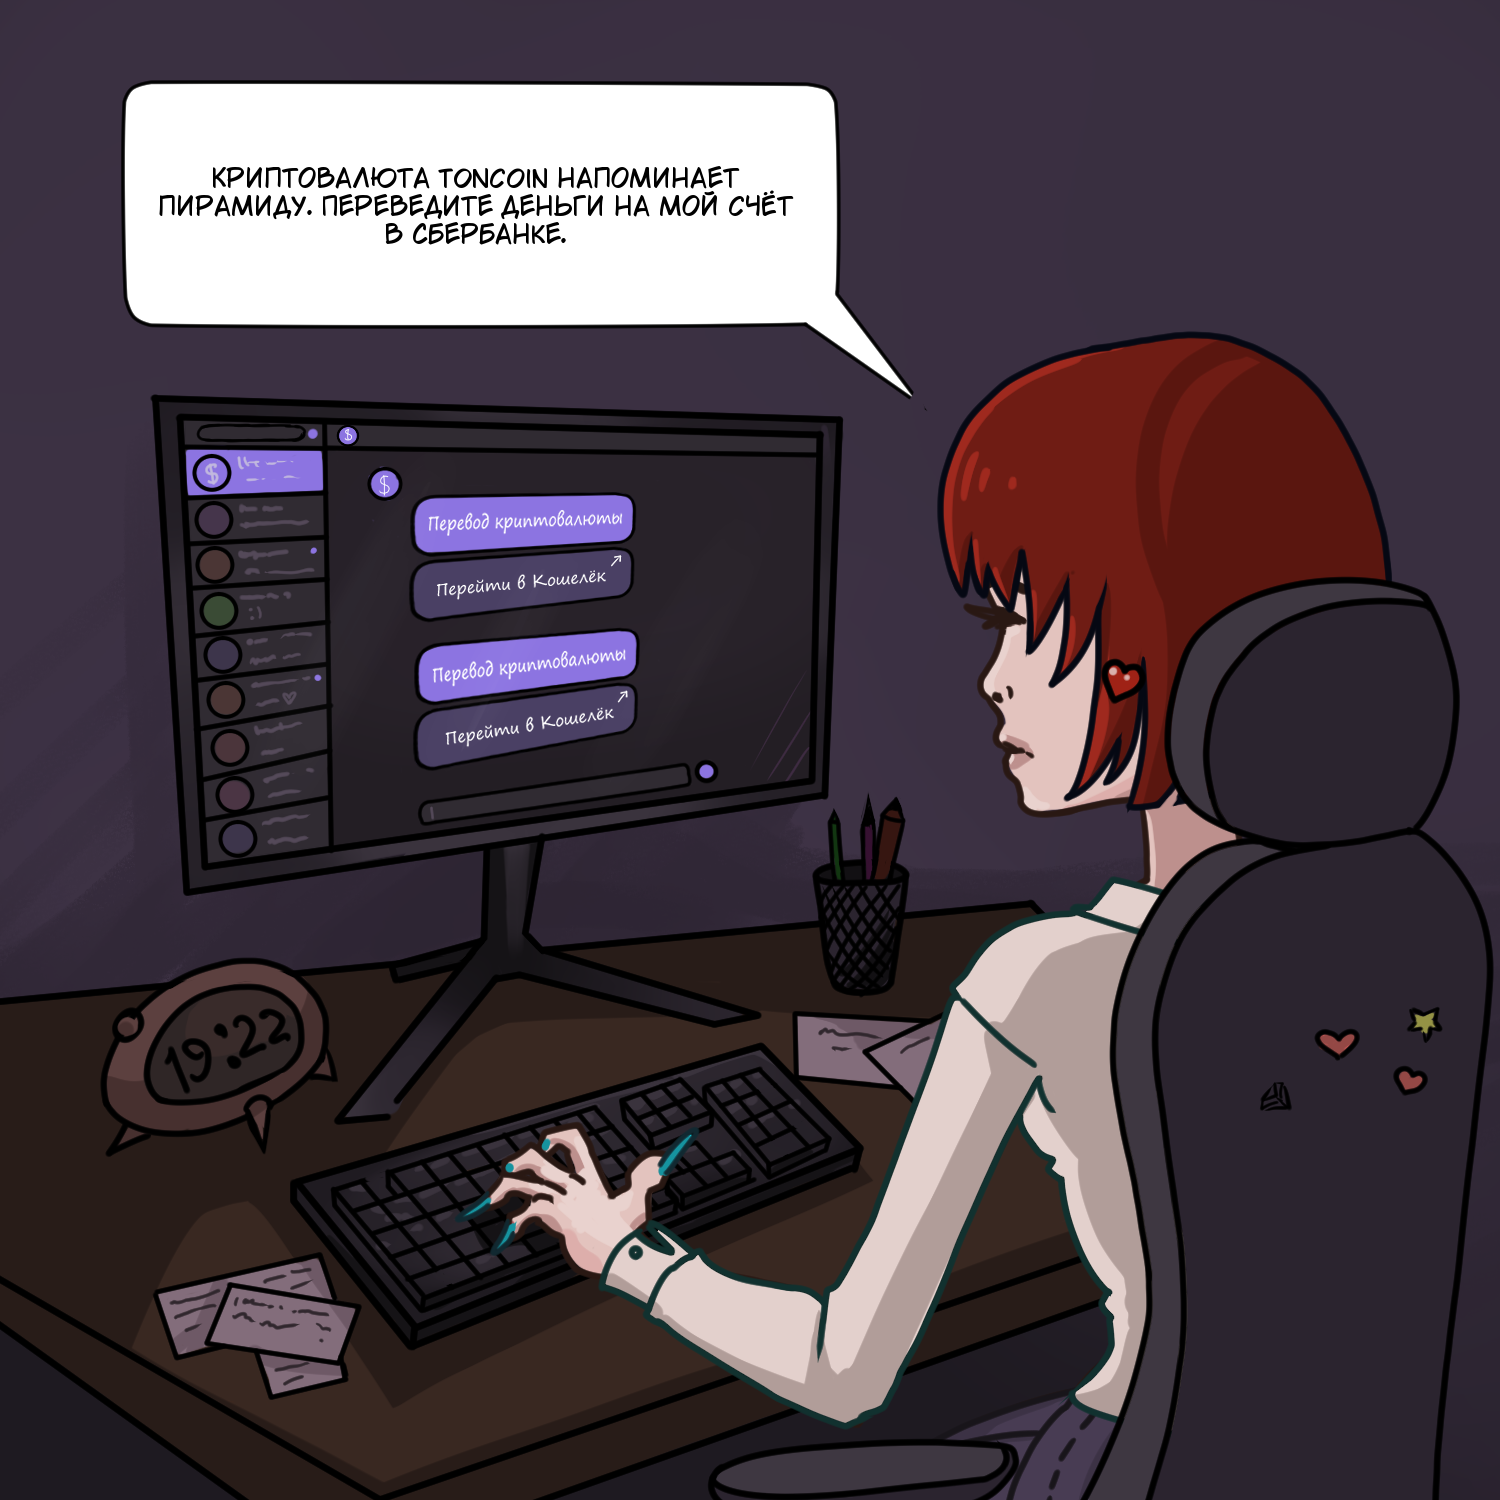 КРИПТОВАЛЮТА TONCOIN НАПОМИНАЕТ
ПИРАМИДУ. ПЕРЕВЕДИТЕ ДЕНЬГИ НА МОЙ СЧЁТ
В СБЕРБАНКЕ.
$
$
$
Перевод криптовалюты
Перейти в Кошелёк
:)
Перевод криптовалюты
Перейти в Кошелёк
19:22